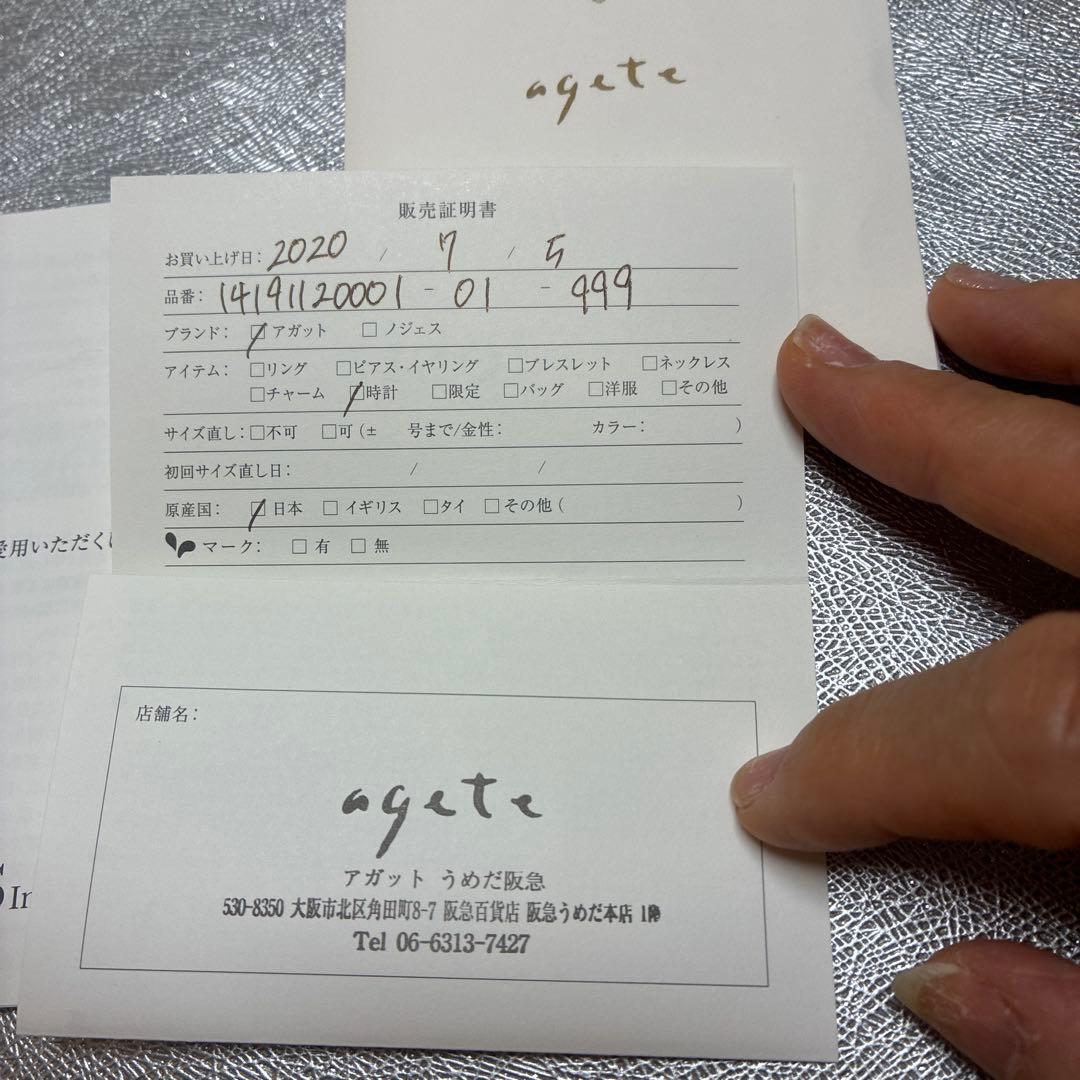 agete
販売証明書
お買い上げ日: 2020 / 7 / 5
品番: 14191120001 - 01 - 999
ブランド: ☑ アガット □ ノジェス
アイテム: □リング □ピアス・イヤリング □ブレスレット □ネックレス
□チャーム ☑時計 □限定 □バッグ □洋服 □その他
サイズ直し: □不可 □可 (± 号まで/金性: カラー: )
初回サイズ直し日: / /
原産国: ☑ 日本 □ イギリス □タイ □ その他 ( )
マーク: □ 有 □ 無
愛用いただく
店舗名:
agete
アガット うめだ阪急
530-8350 大阪市北区角田町8-7 阪急百貨店 阪急うめだ本店 1階
Tel 06-6313-7427